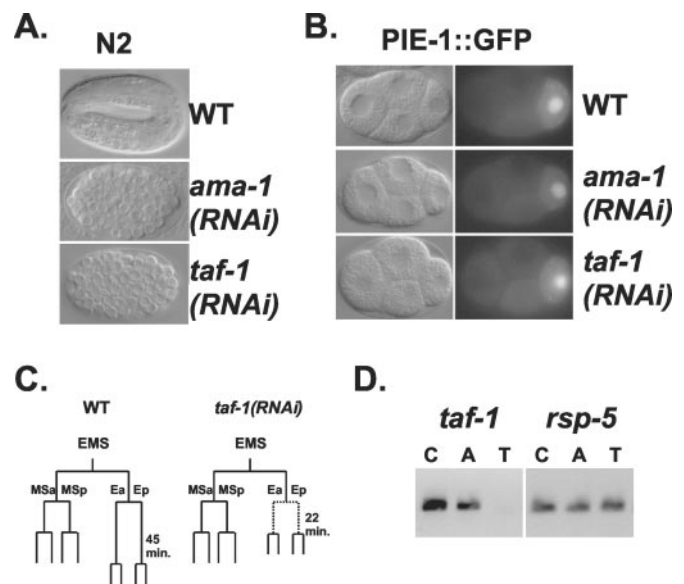 A.
N2
WT
ama-1
(RNAi)
taf-1
(RNAi)
B.
PIE-1::GFP
WT
ama-1
(RNAi)
taf-1
(RNAi)
C.
WT
EMS
MSa MSp Ea Ep
45
min.
taf-1(RNAi)
EMS
MSa MSp Ea Ep
22
min.
D.
taf-1 rsp-5
C A T C A T